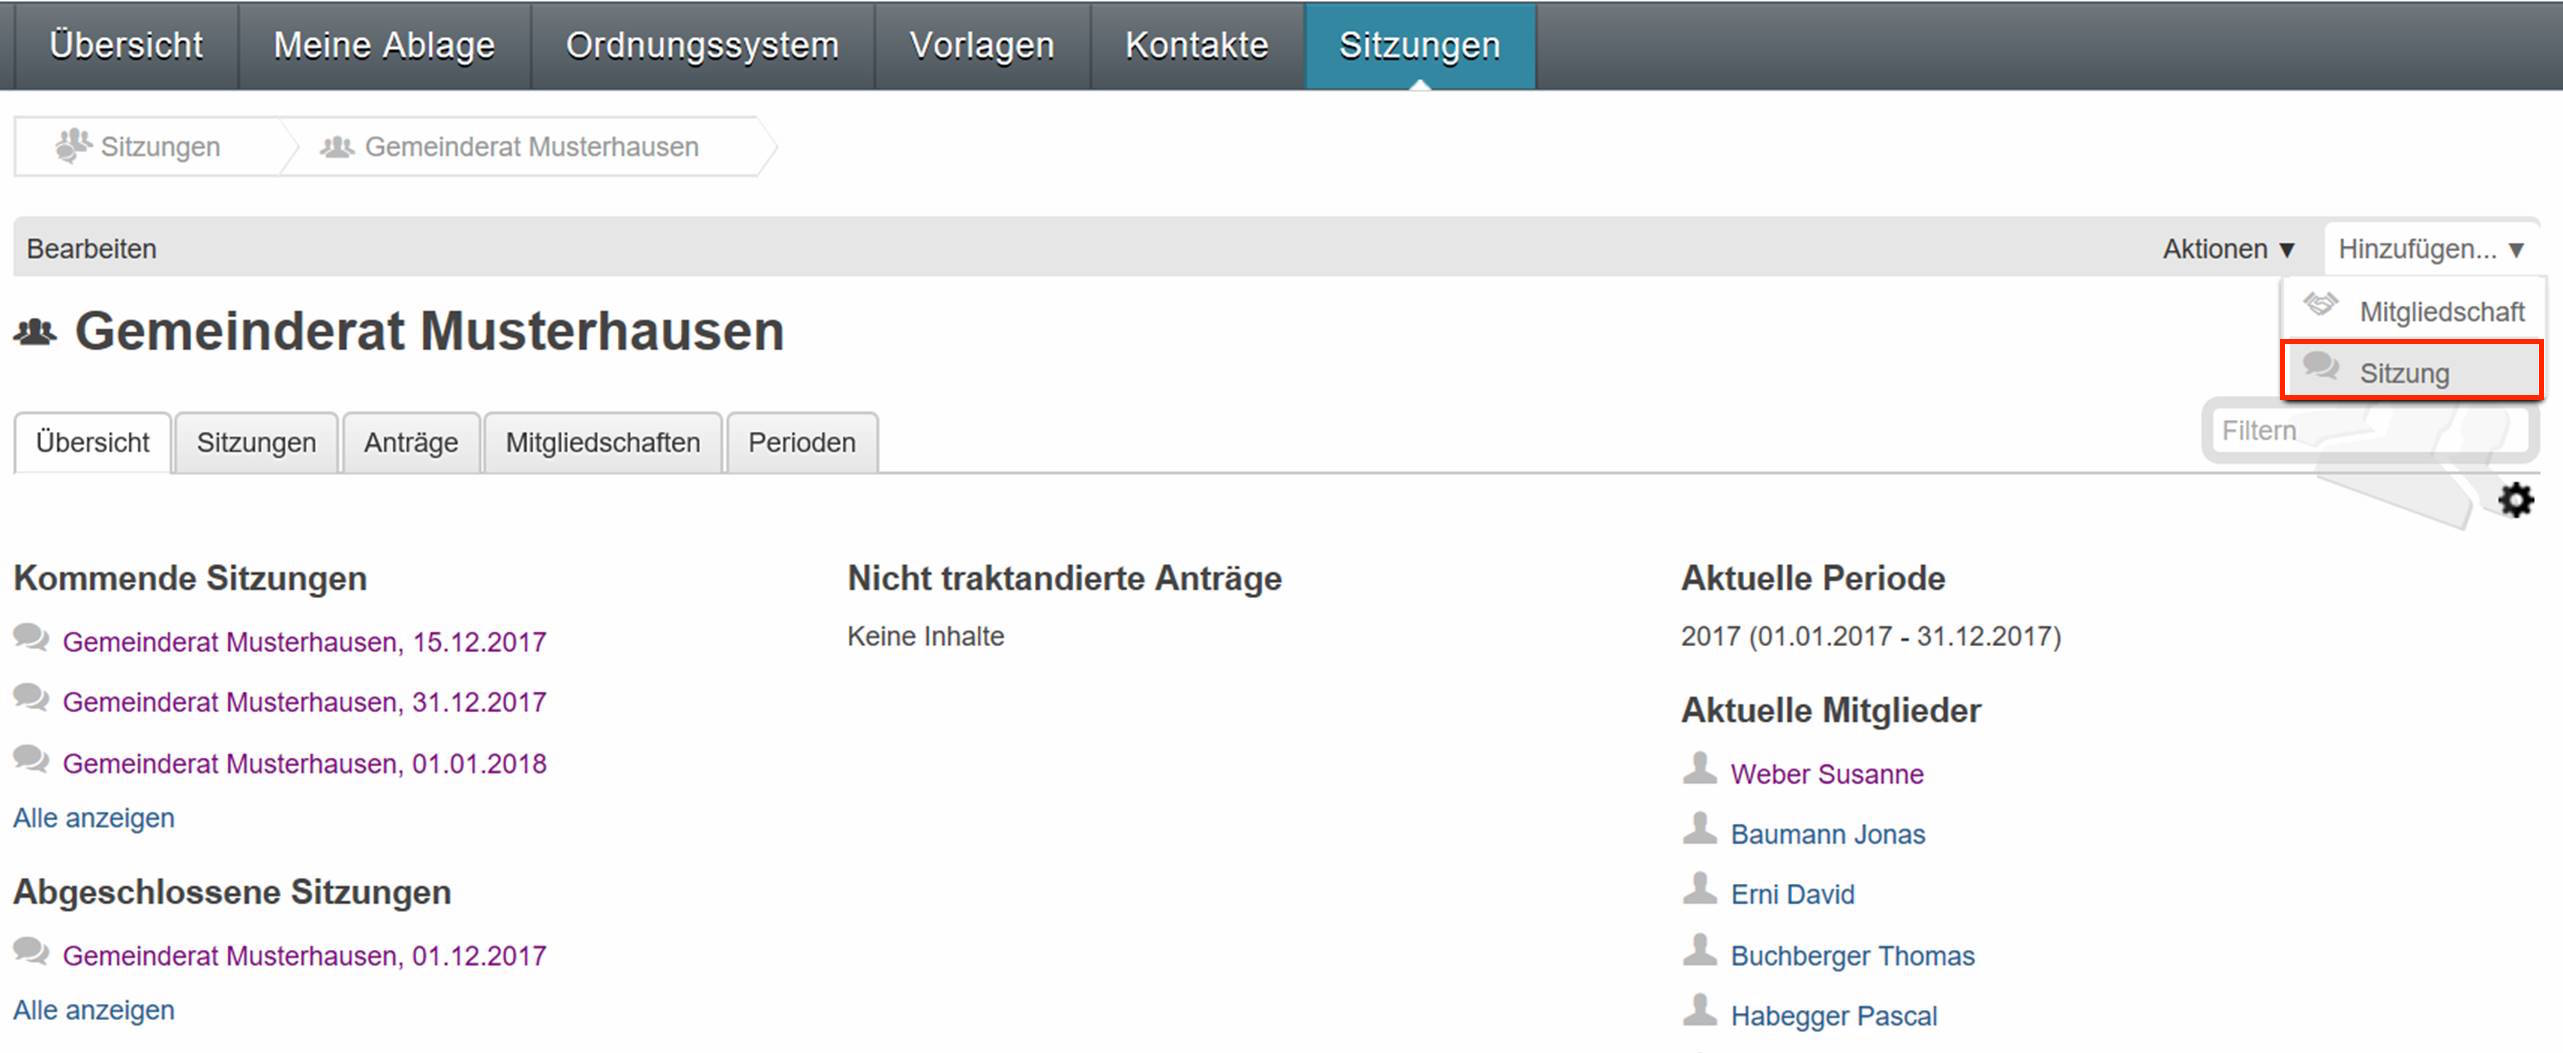 Übersicht Meine Ablage Ordnungssystem Vorlagen Kontakte Sitzungen
Sitzungen Gemeinderat Musterhausen
Bearbeiten Aktionen ▼ Hinzufügen... ▼
Mitgliedschaft
Sitzung
Gemeinderat Musterhausen
Übersicht Sitzungen Anträge Mitgliedschaften Perioden
Filtern
Kommende Sitzungen
Gemeinderat Musterhausen, 15.12.2017
Gemeinderat Musterhausen, 31.12.2017
Gemeinderat Musterhausen, 01.01.2018
Alle anzeigen
Abgeschlossene Sitzungen
Gemeinderat Musterhausen, 01.12.2017
Alle anzeigen
Nicht traktandierte Anträge
Keine Inhalte
Aktuelle Periode
2017 (01.01.2017 - 31.12.2017)
Aktuelle Mitglieder
Weber Susanne
Baumann Jonas
Erni David
Buchberger Thomas
Habegger Pascal